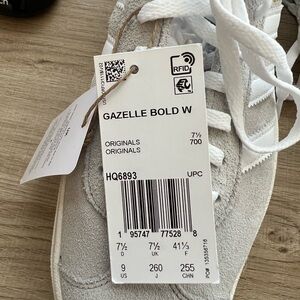 RFID
GAZELLE BOLD W
ORIGINALS 7½
ORIGINALS 700
HQ6893 UPC
1 95747 77528 8
7½ 7½ 41⅓
D UK F
9 260 255
US J CHN